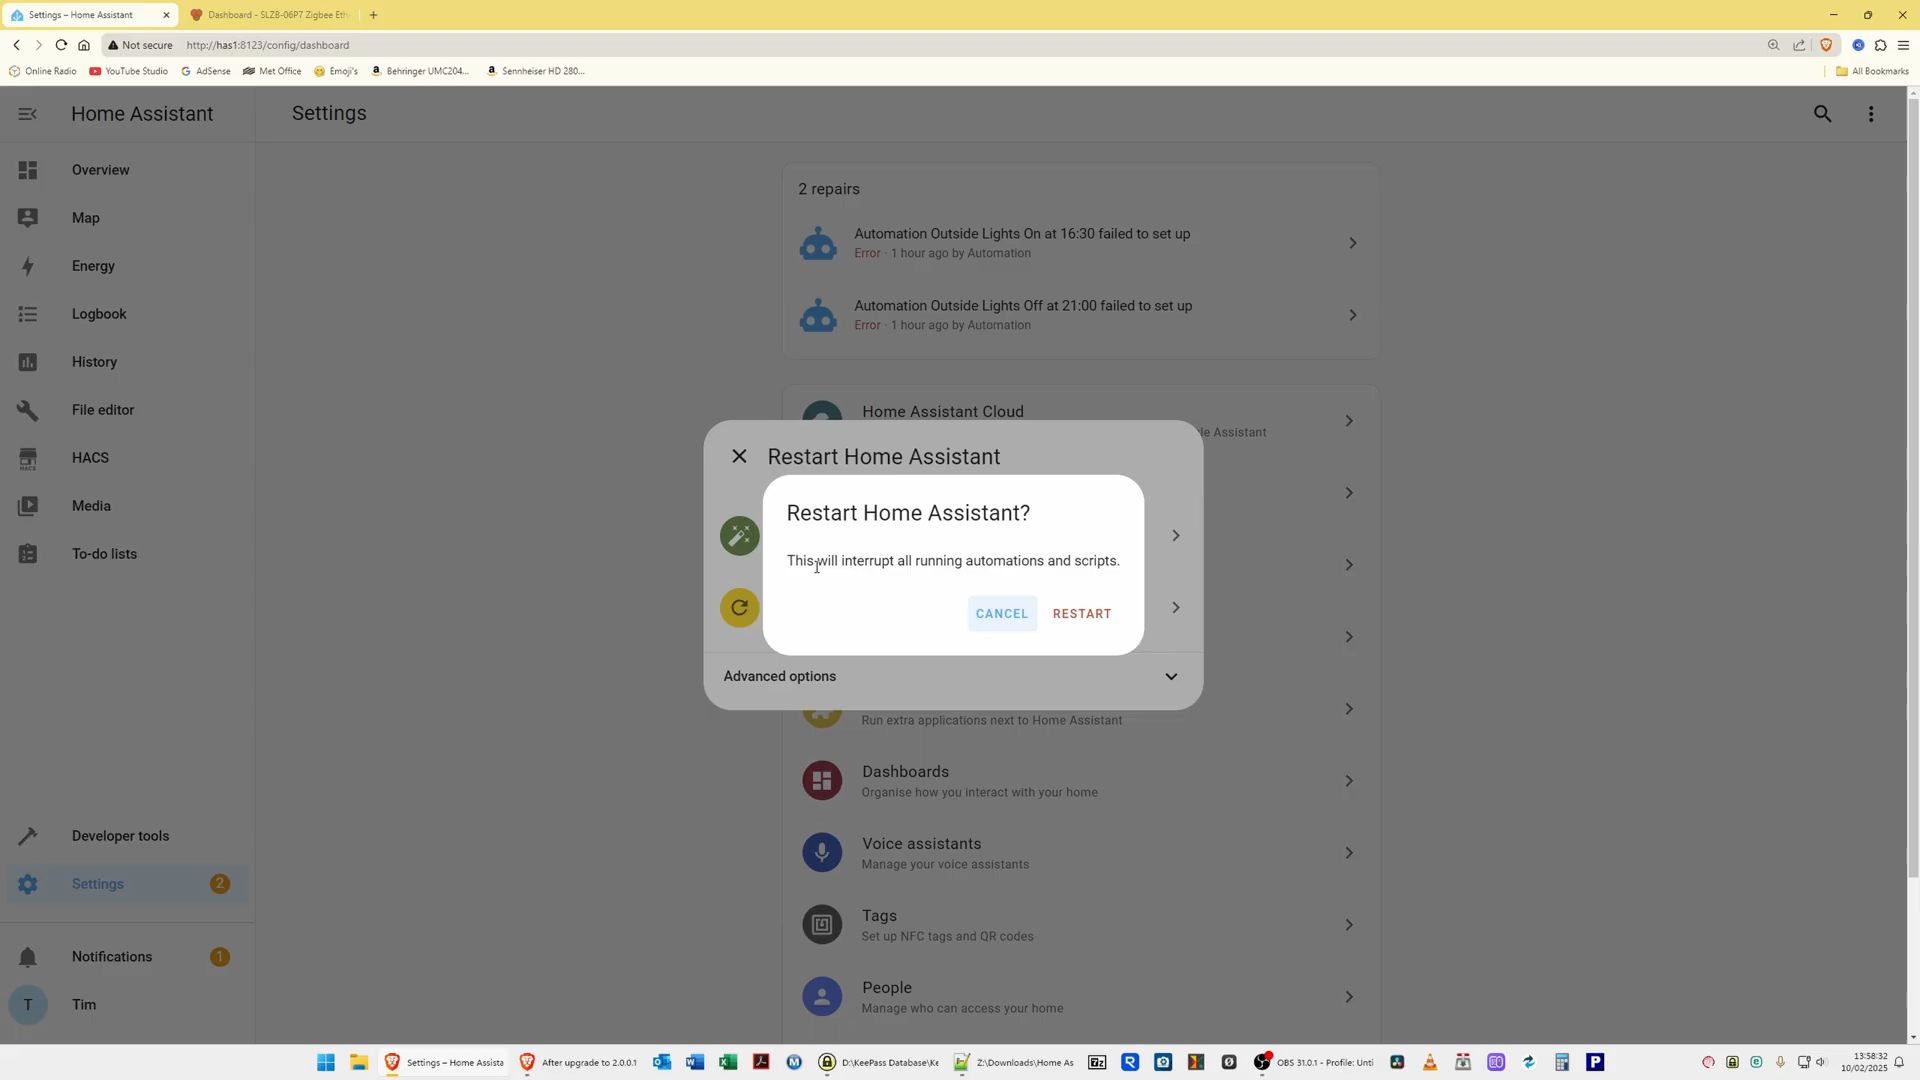 Settings – Home Assistant
Dashboard - SLZB-06P7 Zigbee Eth
Not secure
http://has1:8123/config/dashboard
Online Radio
YouTube Studio
AdSense
Met Office
Emoji's
Behringer UMC204...
Sennheiser HD 280...
All Bookmarks
Home Assistant
Settings
Overview
Map
Energy
Logbook
History
File editor
HACS
HACS
Media
To-do lists
Developer tools
Settings
2
Notifications
1
T
Tim
2 repairs
Automation Outside Lights On at 16:30 failed to set up
Error · 1 hour ago by Automation
Automation Outside Lights Off at 21:00 failed to set up
Error · 1 hour ago by Automation
Home Assistant Cloud
le Assistant
Restart Home Assistant
Restart Home Assistant?
This will interrupt all running automations and scripts.
CANCEL
RESTART
Advanced options
Run extra applications next to Home Assistant
Dashboards
Organise how you interact with your home
Voice assistants
Manage your voice assistants
Tags
Set up NFC tags and QR codes
People
Manage who can access your home
Settings – Home Assista
After upgrade to 2.0.0.1
D:\KeePass Database\Ke
Z:\Downloads\Home As
7z
OBS 31.0.1 - Profile: Unti
13:58:32
10/02/2025